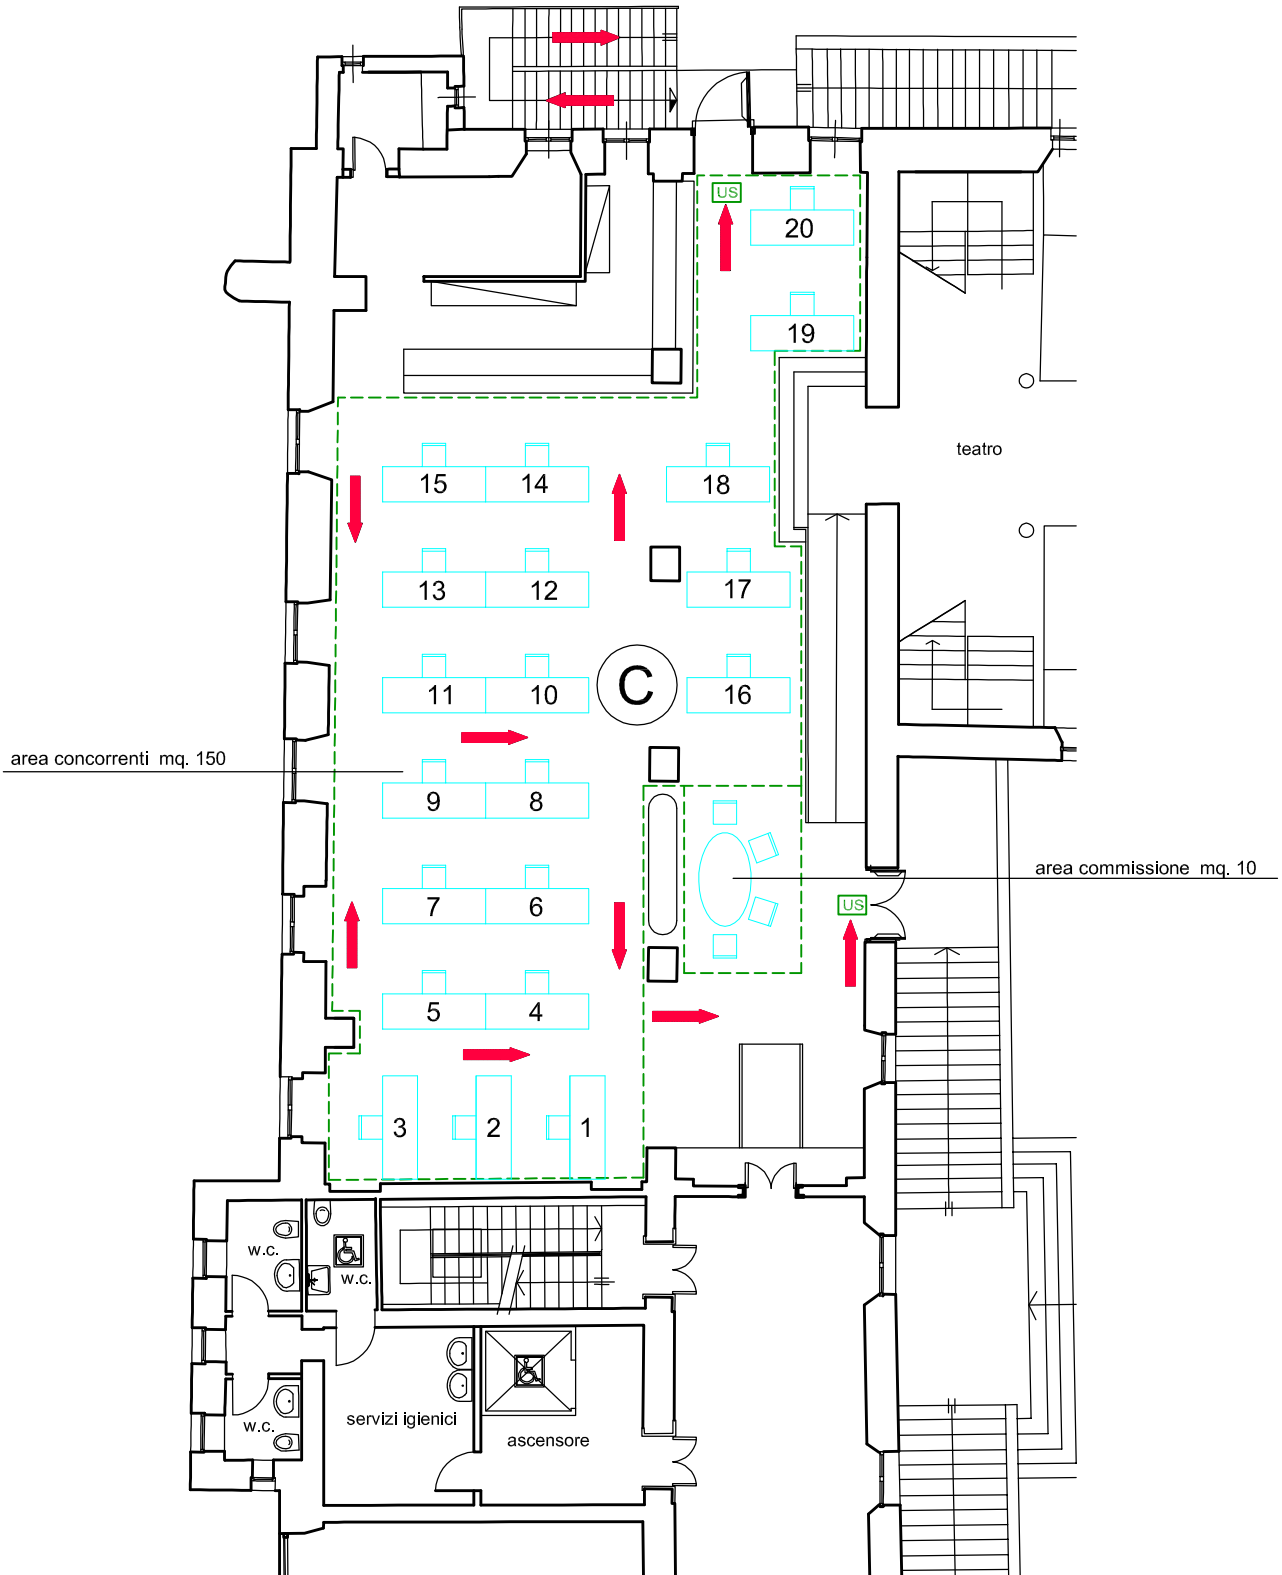 US
20
19
teatro
15 14 18
13 12 17
C
11 10 16
area concorrenti mq. 150
9 8
area commissione mq. 10
7 6
US
5 4
3 2 1
w.c.
w.c.
servizi igienici
w.c.
ascensore